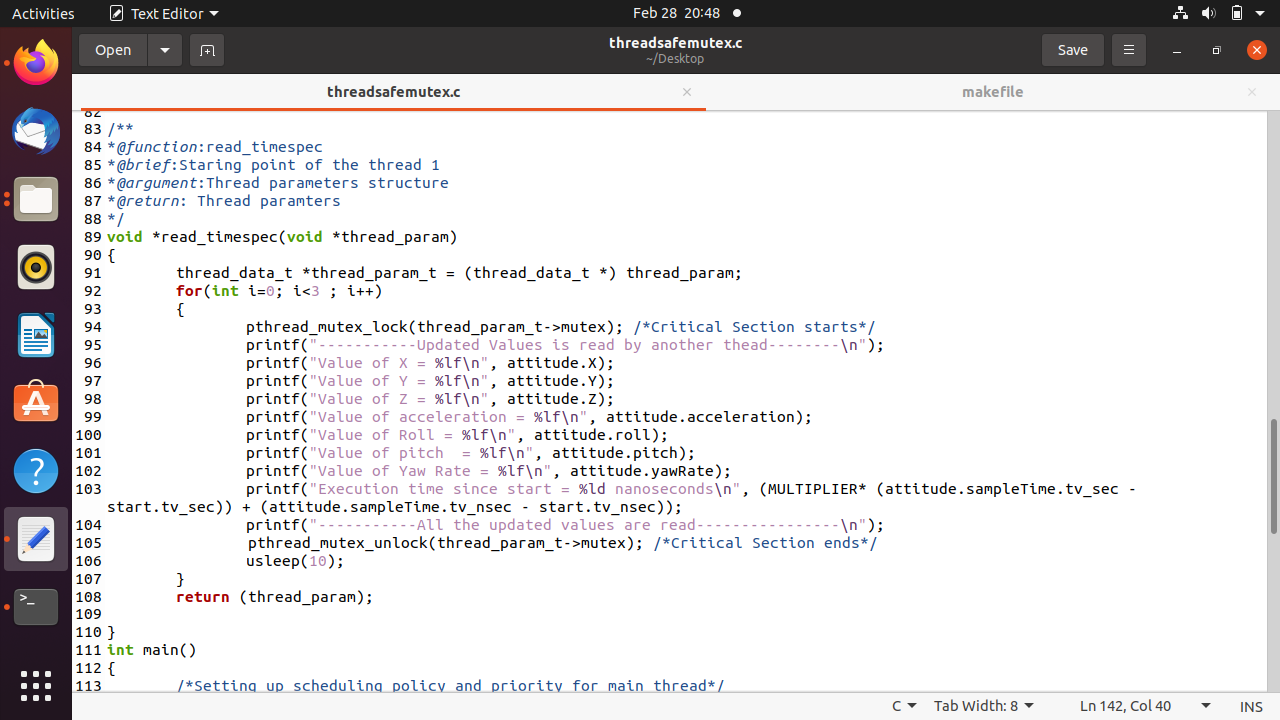 Activities Text Editor Feb 28 20:48
Open threadsafemutex.c Save
~/Desktop
threadsafemutex.c makefile
82
83 /**
84 *@function:read_timespec
85 *@brief:Staring point of the thread 1
86 *@argument:Thread parameters structure
87 *@return: Thread paramters
88 */
89 void *read_timespec(void *thread_param)
90 {
91 thread_data_t *thread_param_t = (thread_data_t *) thread_param;
92 for(int i=0; i<3 ; i++)
93 {
94 pthread_mutex_lock(thread_param_t->mutex); /*Critical Section starts*/
95 printf("-----------Updated Values is read by another thead--------\n");
96 printf("Value of X = %lf\n", attitude.X);
97 printf("Value of Y = %lf\n", attitude.Y);
98 printf("Value of Z = %lf\n", attitude.Z);
99 printf("Value of acceleration = %lf\n", attitude.acceleration);
100 printf("Value of Roll = %lf\n", attitude.roll);
101 printf("Value of pitch  = %lf\n", attitude.pitch);
102 printf("Value of Yaw Rate = %lf\n", attitude.yawRate);
103 printf("Execution time since start = %ld nanoseconds\n", (MULTIPLIER* (attitude.sampleTime.tv_sec -
start.tv_sec)) + (attitude.sampleTime.tv_nsec - start.tv_nsec));
104 printf("-----------All the updated values are read----------------\n");
105 pthread_mutex_unlock(thread_param_t->mutex); /*Critical Section ends*/
106 usleep(10);
107 }
108 return (thread_param);
109
110 }
111 int main()
112 {
113 /*Setting up scheduling policy and priority for main thread*/
C Tab Width: 8 Ln 142, Col 40 INS